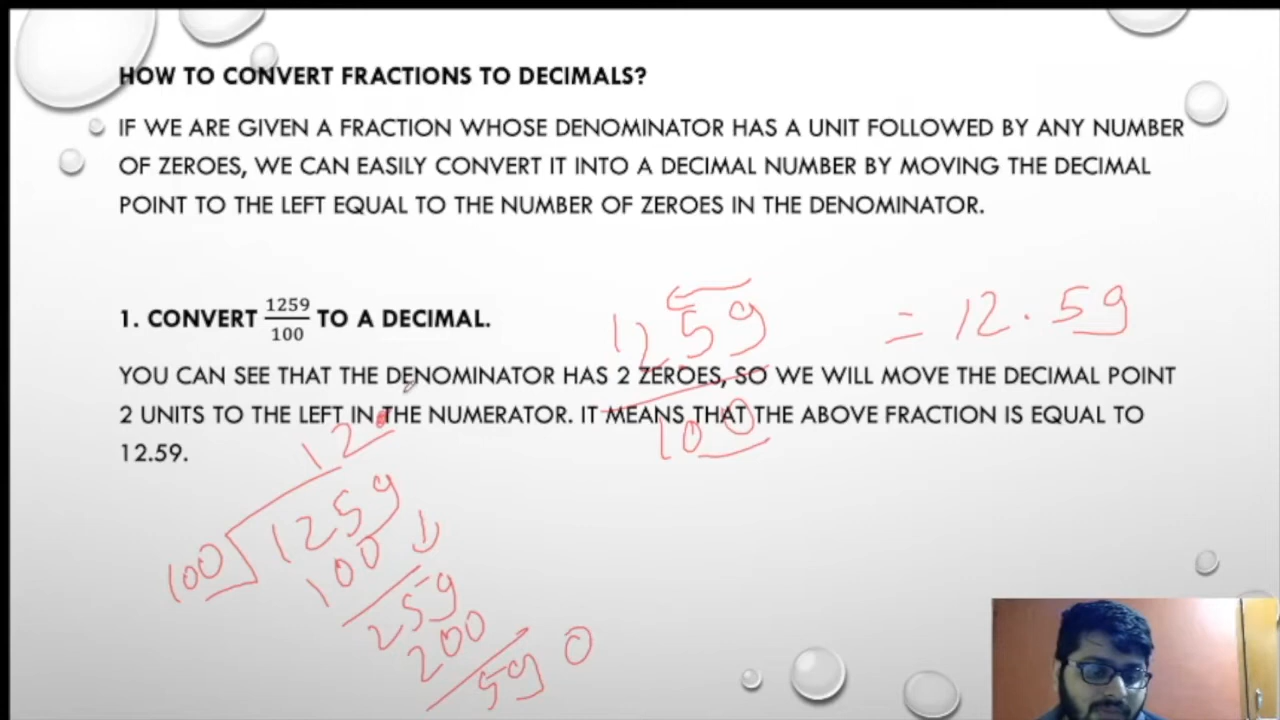 HOW TO CONVERT FRACTIONS TO DECIMALS?
IF WE ARE GIVEN A FRACTION WHOSE DENOMINATOR HAS A UNIT FOLLOWED BY ANY NUMBER
OF ZEROES, WE CAN EASILY CONVERT IT INTO A DECIMAL NUMBER BY MOVING THE DECIMAL
POINT TO THE LEFT EQUAL TO THE NUMBER OF ZEROES IN THE DENOMINATOR.
1. CONVERT 1259/100 TO A DECIMAL.
1259
100
= 12.59
YOU CAN SEE THAT THE DENOMINATOR HAS 2 ZEROES, SO WE WILL MOVE THE DECIMAL POINT
2 UNITS TO THE LEFT IN THE NUMERATOR. IT MEANS THAT THE ABOVE FRACTION IS EQUAL TO
12.59.
12.
100 1259
100
259
200
590